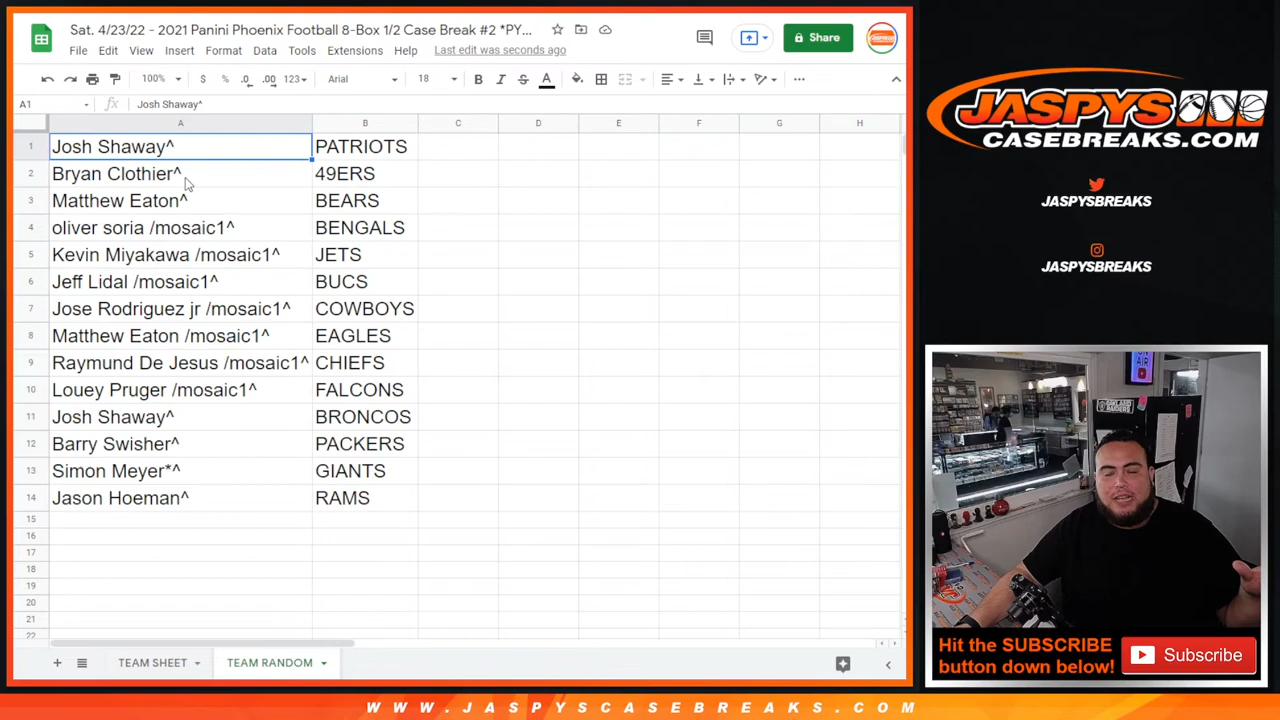 Sat. 4/23/22 - 2021 Panini Phoenix Football 8-Box 1/2 Case Break #2 *PY...
File Edit View Insert Format Data Tools Extensions Help Last edit was seconds ago
Share
100% $ % .0 .00 123 Arial 18 B I S A
A1 fx Josh Shaway^
A B C D E F G H
1 Josh Shaway^ PATRIOTS
2 Bryan Clothier^ 49ERS
3 Matthew Eaton^ BEARS
4 oliver soria /mosaic1^ BENGALS
5 Kevin Miyakawa /mosaic1^ JETS
6 Jeff Lidal /mosaic1^ BUCS
7 Jose Rodriguez jr /mosaic1^ COWBOYS
8 Matthew Eaton /mosaic1^ EAGLES
9 Raymund De Jesus /mosaic1^ CHIEFS
10 Louey Pruger /mosaic1^ FALCONS
11 Josh Shaway^ BRONCOS
12 Barry Swisher^ PACKERS
13 Simon Meyer*^ GIANTS
14 Jason Hoeman^ RAMS
15
16
17
18
19
20
21
22
TEAM SHEET TEAM RANDOM
JASPYS
CASEBREAKS.COM
JASPYSBREAKS
JASPYSBREAKS
ON
AIR
Hit the SUBSCRIBE
button down below!
Subscribe
WWW.JASPYSCASEBREAKS.COM